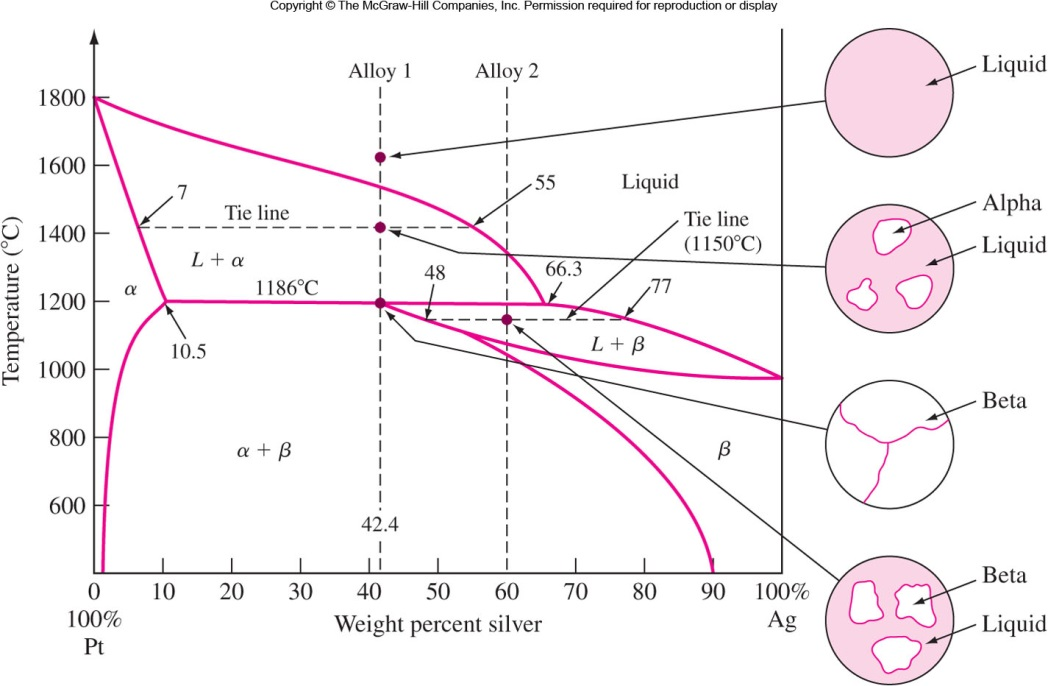 Copyright © The McGraw-Hill Companies, Inc. Permission required for reproduction or display
Alloy 1
Alloy 2
Liquid
1800
1600
1400
1200
1000
800
600
Temperature (°C)
7
Tie line
55
Liquid
Tie line
(1150°C)
Alpha
Liquid
L + α
α
1186°C
48
66.3
77
10.5
L + β
Beta
α + β
β
42.4
Beta
Liquid
0 10 20 30 40 50 60 70 80 90 100%
100%
Pt
Weight percent silver
Ag